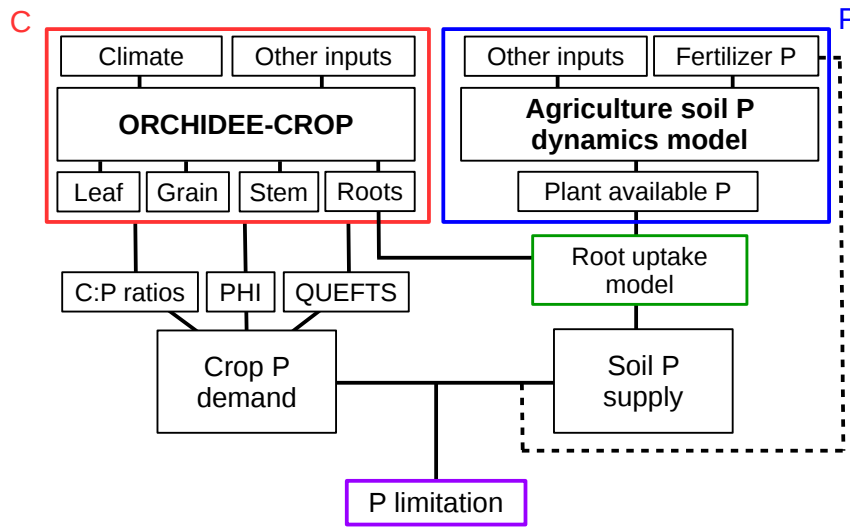 C
Climate
Other inputs
ORCHIDEE-CROP
Leaf
Grain
Stem
Roots
Other inputs
Fertilizer P
Agriculture soil P
dynamics model
Plant available P
Root uptake
model
C:P ratios
PHI
QUEFTS
Crop P
demand
Soil P
supply
P limitation